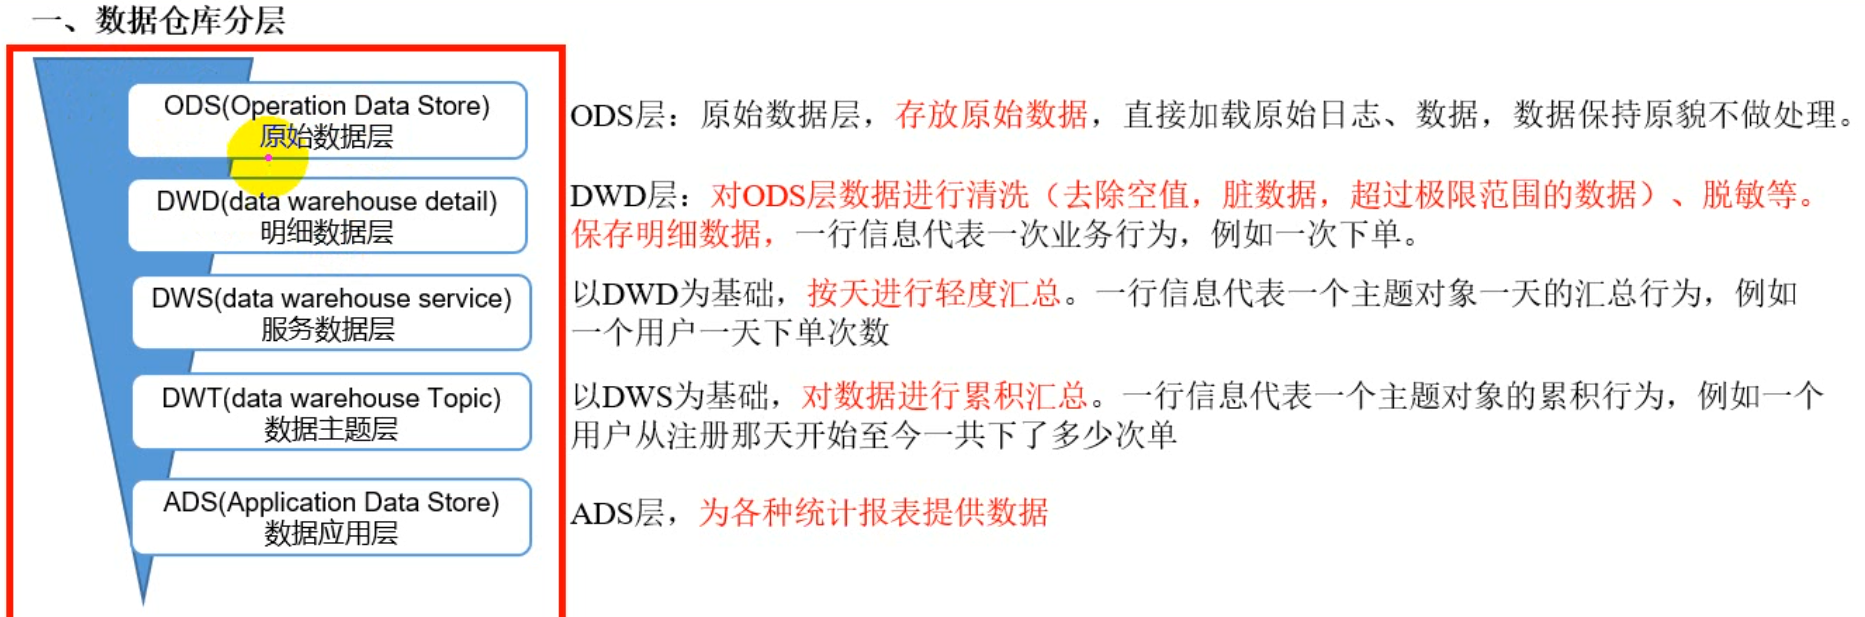 一、数据仓库分层
ODS(Operation Data Store)
原始数据层
ODS层：原始数据层，存放原始数据，直接加载原始日志、数据，数据保持原貌不做处理。
DWD(data warehouse detail)
明细数据层
DWD层：对ODS层数据进行清洗（去除空值，脏数据，超过极限范围的数据）、脱敏等。
保存明细数据，一行信息代表一次业务行为，例如一次下单。
DWS(data warehouse service)
服务数据层
以DWD为基础，按天进行轻度汇总。一行信息代表一个主题对象一天的汇总行为，例如
一个用户一天下单次数
DWT(data warehouse Topic)
数据主题层
以DWS为基础，对数据进行累积汇总。一行信息代表一个主题对象的累积行为，例如一个
用户从注册那天开始至今一共下了多少次单
ADS(Application Data Store)
数据应用层
ADS层，为各种统计报表提供数据